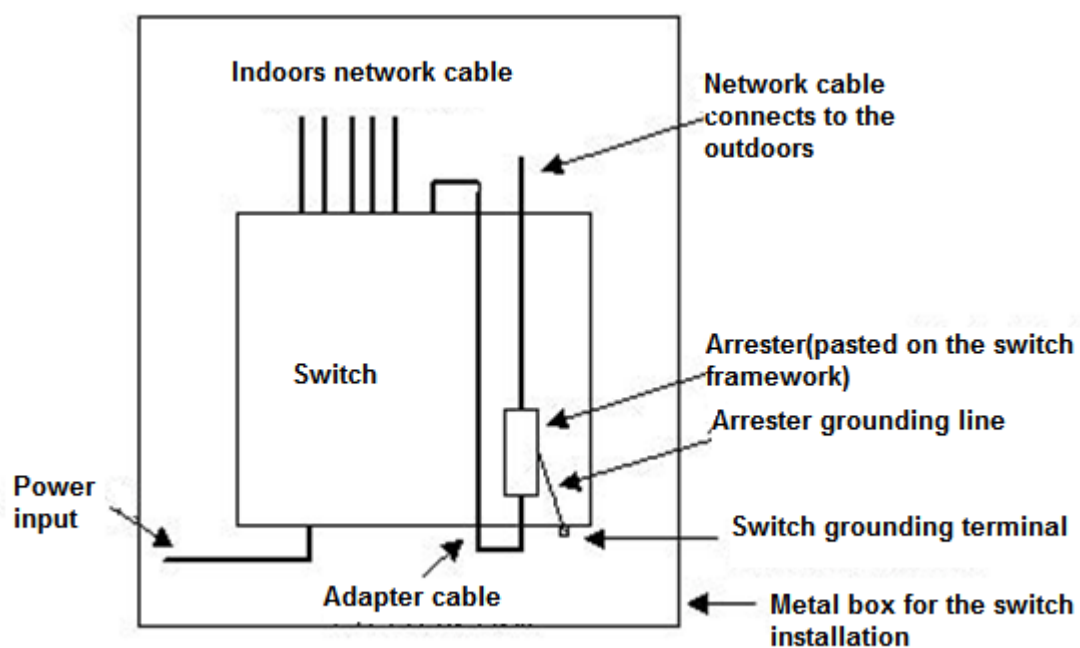 Indoors network cable
Network cable
connects to the
outdoors
Switch
Arrester(pasted on the switch
framework)
Arrester grounding line
Power
input
Switch grounding terminal
Adapter cable
Metal box for the switch
installation